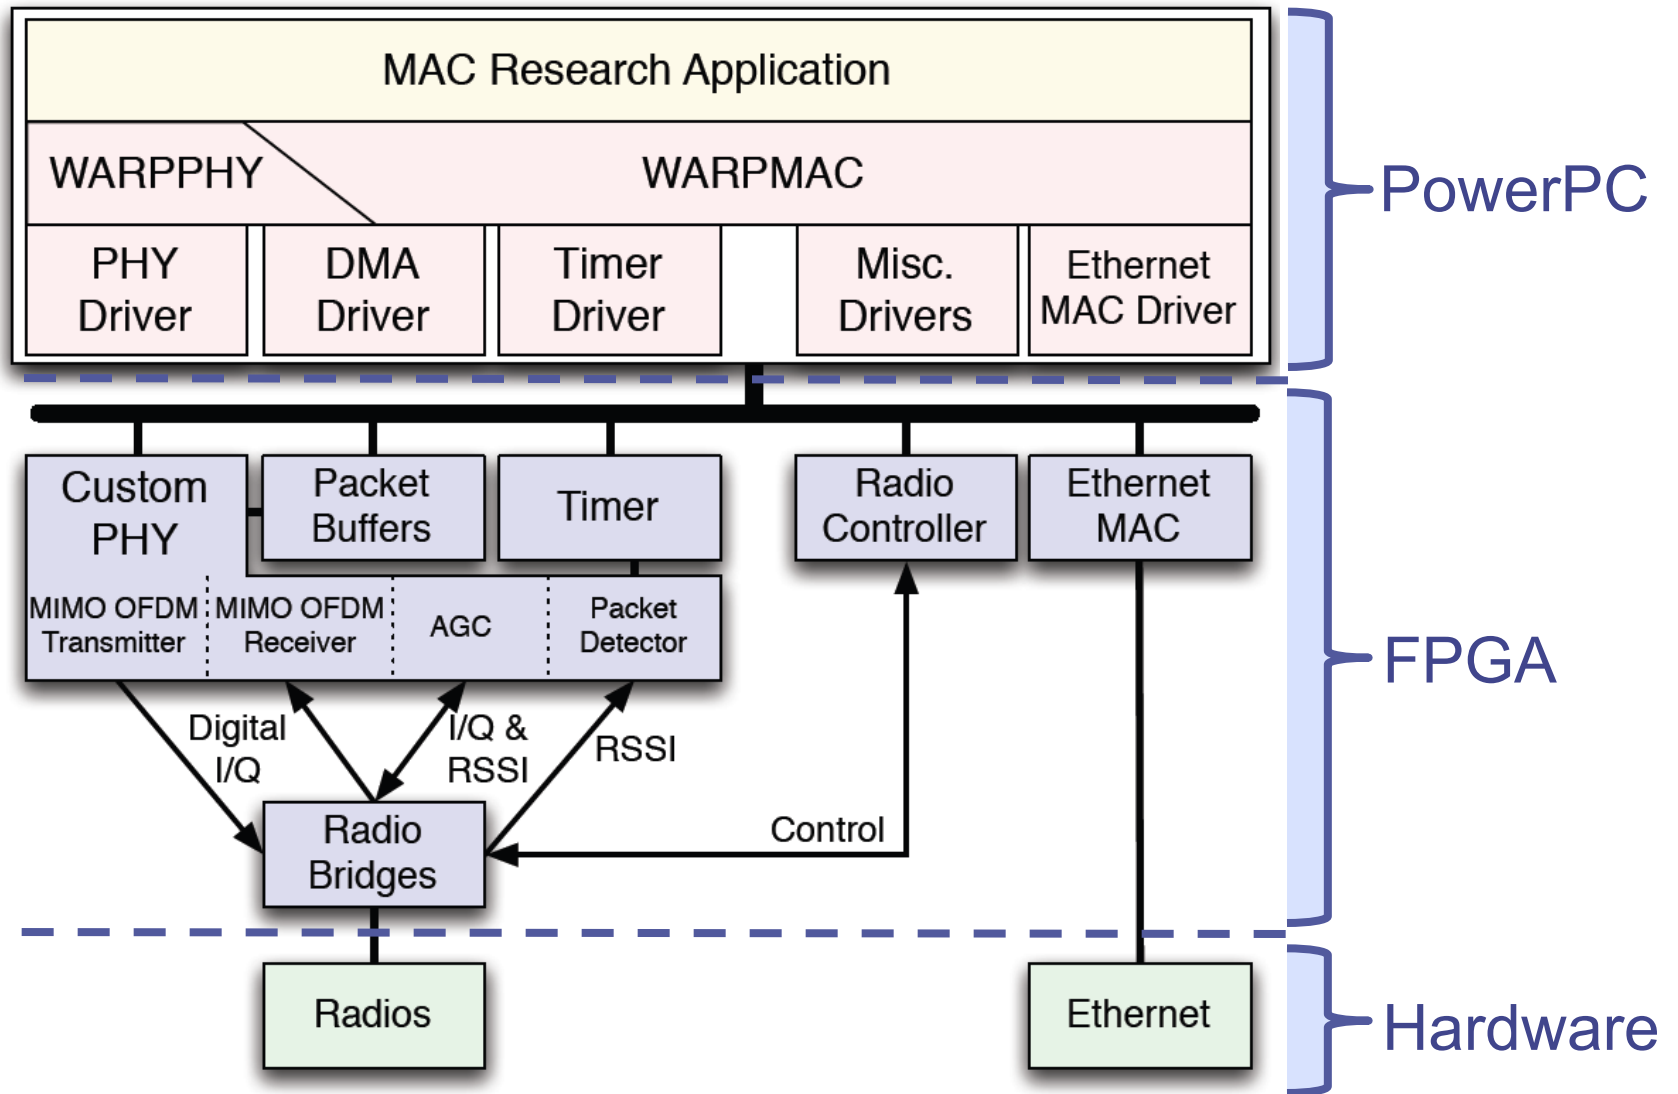 MAC Research Application
WARPPHY
WARPMAC
PowerPC
PHY
Driver
DMA
Driver
Timer
Driver
Misc.
Drivers
Ethernet
MAC Driver
Custom
PHY
Packet
Buffers
Timer
Radio
Controller
Ethernet
MAC
MIMO OFDM
Transmitter
MIMO OFDM
Receiver
AGC
Packet
Detector
FPGA
Digital
I/Q
I/Q &
RSSI
RSSI
Control
Radio
Bridges
Radios
Ethernet
Hardware